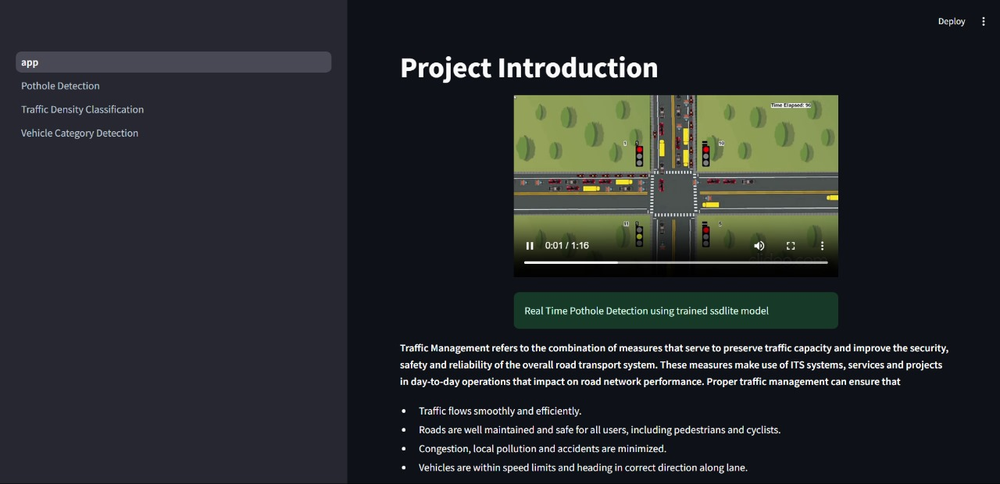 Deploy
app
Pothole Detection
Traffic Density Classification
Vehicle Category Detection
Project Introduction
Time Elapsed: 96
1
10
11
5
0:01 / 1:16
Real Time Pothole Detection using trained ssdlite model
Traffic Management refers to the combination of measures that serve to preserve traffic capacity and improve the security,
safety and reliability of the overall road transport system. These measures make use of ITS systems, services and projects
in day-to-day operations that impact on road network performance. Proper traffic management can ensure that
Traffic flows smoothly and efficiently.
Roads are well maintained and safe for all users, including pedestrians and cyclists.
Congestion, local pollution and accidents are minimized.
Vehicles are within speed limits and heading in correct direction along lane.